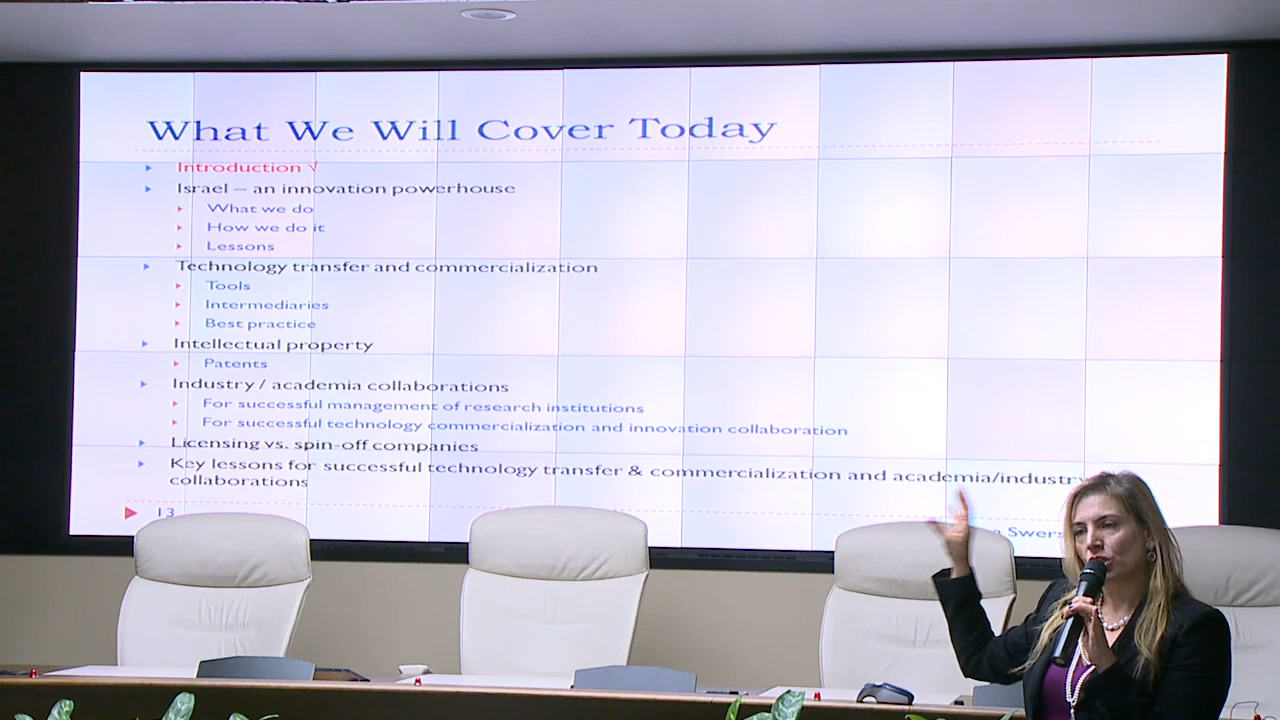 What We Will Cover Today
Introduction √
Israel – an innovation powerhouse
What we do
How we do it
Lessons
Technology transfer and commercialization
Tools
Intermediaries
Best practice
Intellectual property
Patents
Industry / academia collaborations
For successful management of research institutions
For successful technology commercialization and innovation collaboration
Licensing vs. spin-off companies
Key lessons for successful technology transfer & commercialization and academia/industry
collaborations
13